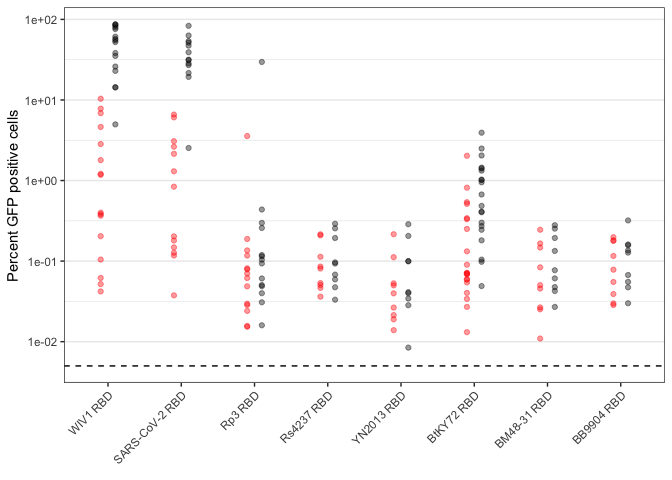 Percent GFP positive cells
1e+02
1e+01
1e+00
1e-01
1e-02
WIV1 RBD
SARS-CoV-2 RBD
Rp3 RBD
Rs4237 RBD
YN2013 RBD
BtKY72 RBD
BM48-31 RBD
BB9904 RBD